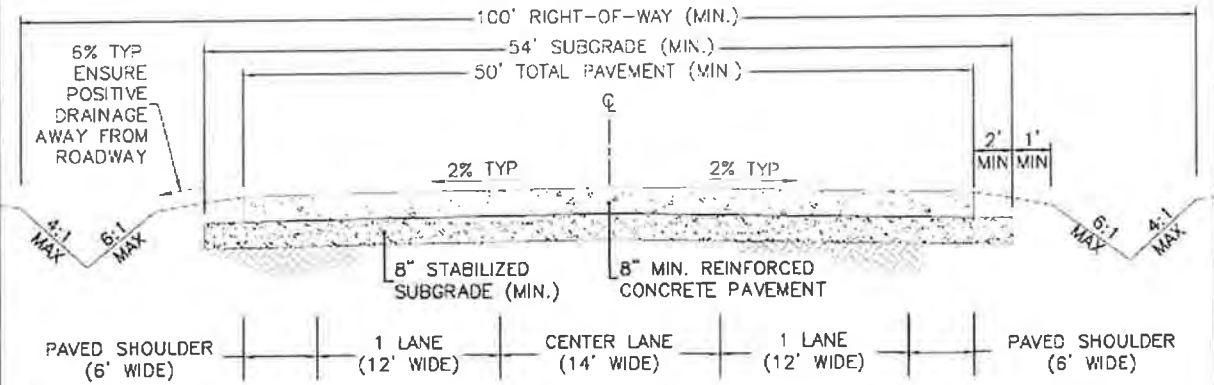 100' RIGHT-OF-WAY (MIN.)
54' SUBGRADE (MIN.)
50' TOTAL PAVEMENT (MIN )
6% TYP
ENSURE
POSITIVE
DRAINAGE
AWAY FROM
ROADWAY
℄
2% TYP
2% TYP
2'
MIN
1'
MIN
4:1
MAX
6:1
MAX
6:1
MAX
4:1
MAX
8" STABILIZED
SUBGRADE (MIN.)
8" MIN. REINFORCED
CONCRETE PAVEMENT
PAVED SHOULDER
(6' WIDE)
1 LANE
(12' WIDE)
CENTER LANE
(14' WIDE)
1 LANE
(12' WIDE)
PAVED SHOULDER
(6' WIDE)